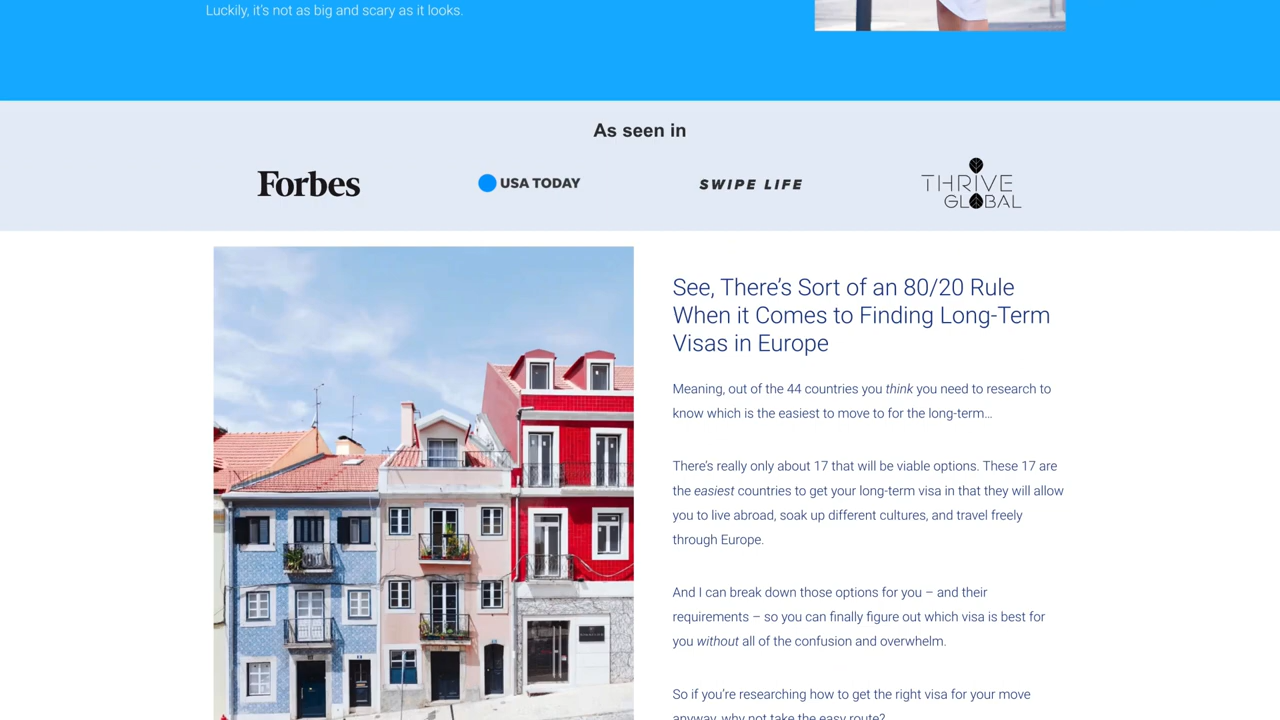 Luckily, it’s not as big and scary as it looks.
As seen in
Forbes
USA TODAY
SWIPE LIFE
THRIVE
GLOBAL
See, There’s Sort of an 80/20 Rule
When it Comes to Finding Long-Term
Visas in Europe
Meaning, out of the 44 countries you think you need to research to
know which is the easiest to move to for the long-term…
There’s really only about 17 that will be viable options. These 17 are
the easiest countries to get your long-term visa in that they will allow
you to live abroad, soak up different cultures, and travel freely
through Europe.
And I can break down those options for you – and their
requirements – so you can finally figure out which visa is best for
you without all of the confusion and overwhelm.
So if you’re researching how to get the right visa for your move
anyway, why not take the easy route?